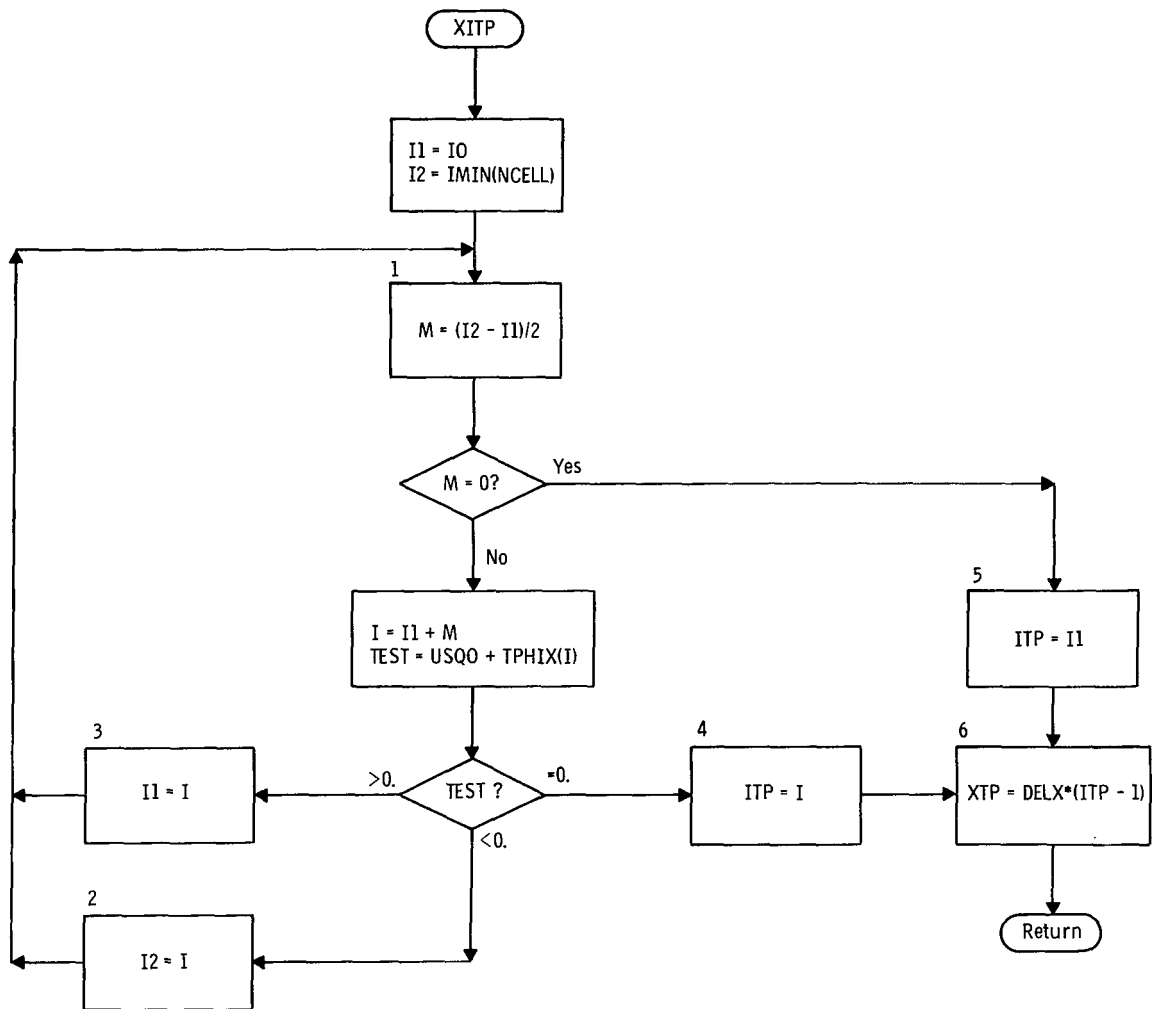 XITP
I1 = I0
I2 = IMIN(NCELL)
1
M = (I2 - I1)/2
M = 0?
Yes
No
5
I = I1 + M
TEST = USQ0 + TPHIX(I)
ITP = I1
3
4
6
I1 = I
>0.
TEST ?
=0.
ITP = I
XTP = DELX*(ITP - 1)
<0.
2
I2 = I
Return